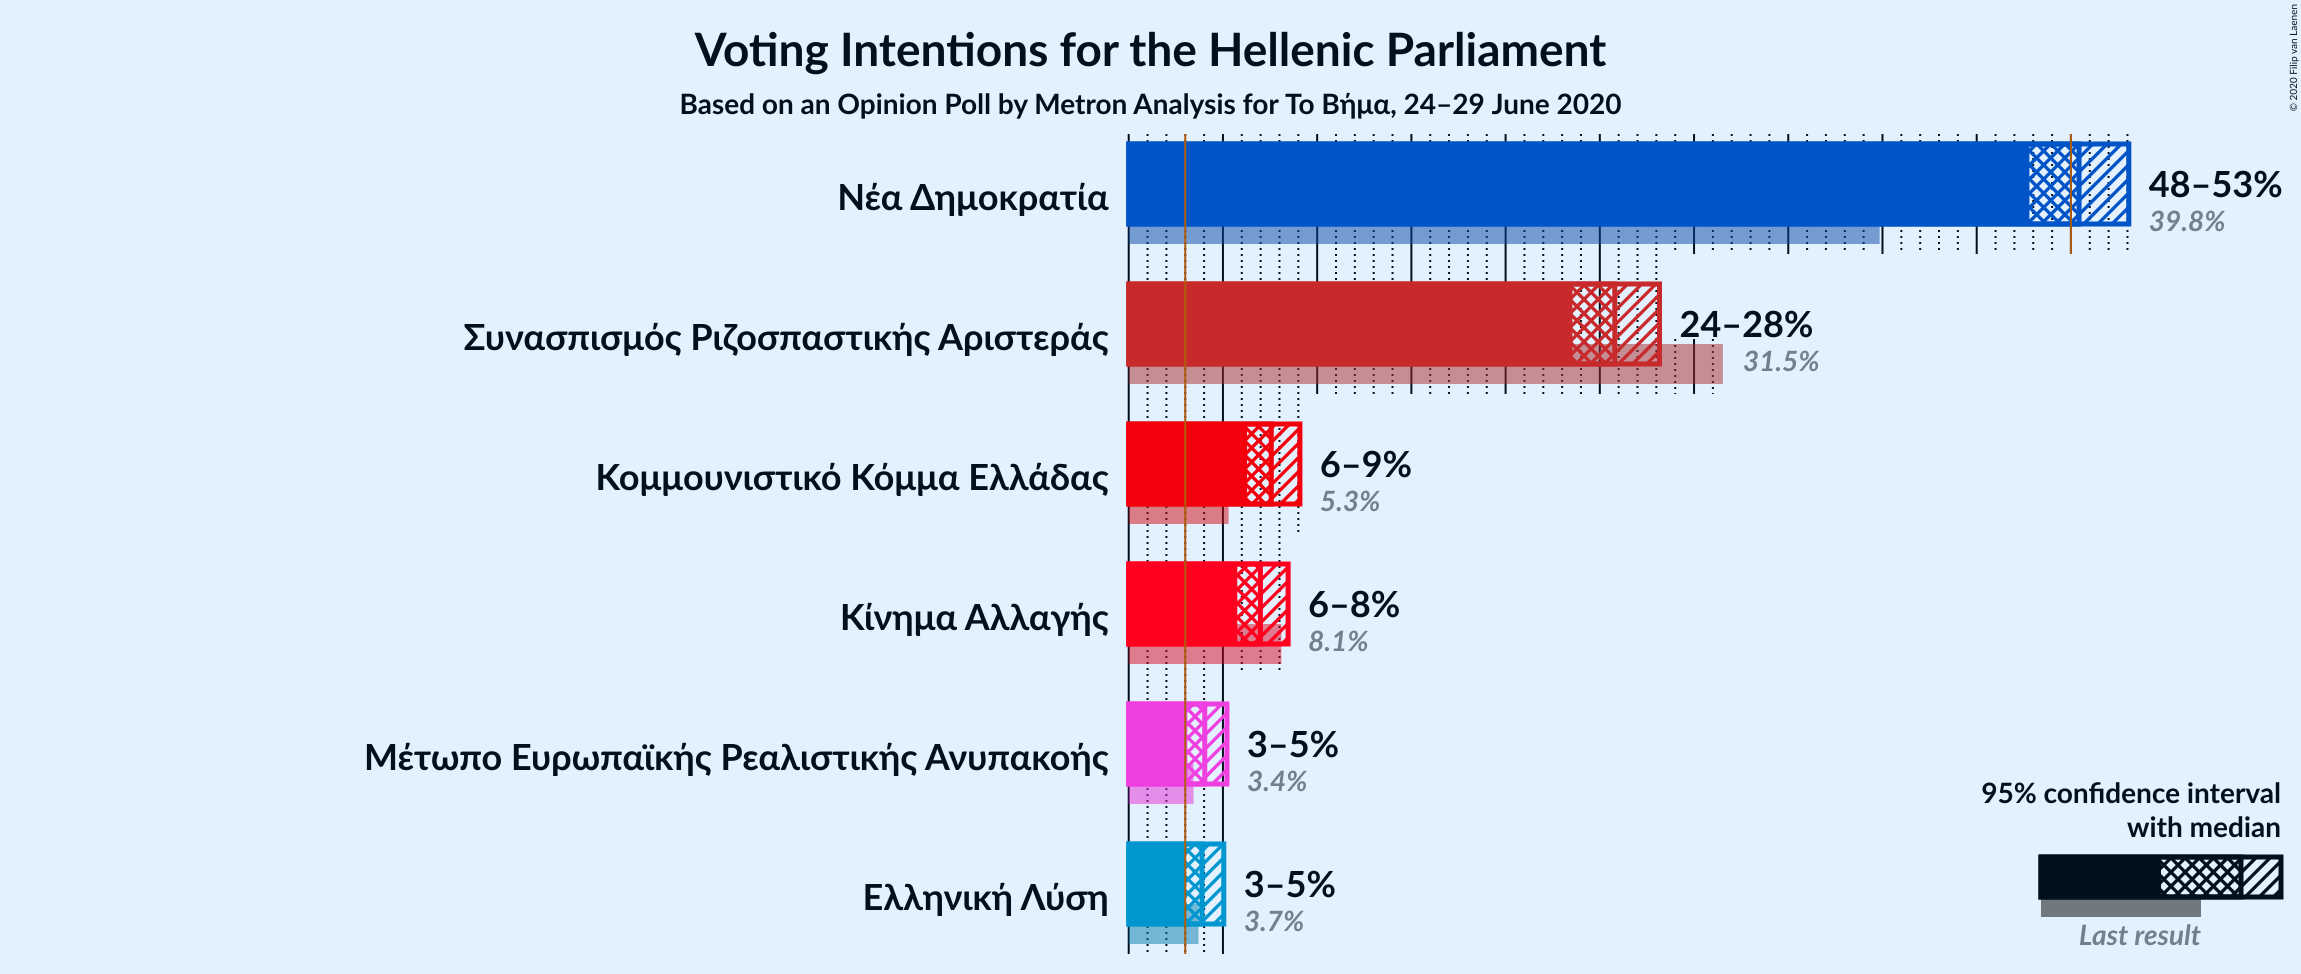 Voting Intentions for the Hellenic Parliament
Based on an Opinion Poll by Metron Analysis for Το Βήμα, 24–29 June 2020
© 2020 Filip van Laenen
Νέα Δημοκρατία
48–53%
39.8%
Συνασπισμός Ριζοσπαστικής Αριστεράς
24–28%
31.5%
Κομμουνιστικό Κόμμα Ελλάδας
6–9%
5.3%
Κίνημα Αλλαγής
6–8%
8.1%
Μέτωπο Ευρωπαϊκής Ρεαλιστικής Ανυπακοής
3–5%
3.4%
Ελληνική Λύση
3–5%
3.7%
95% confidence interval
with median
Last result